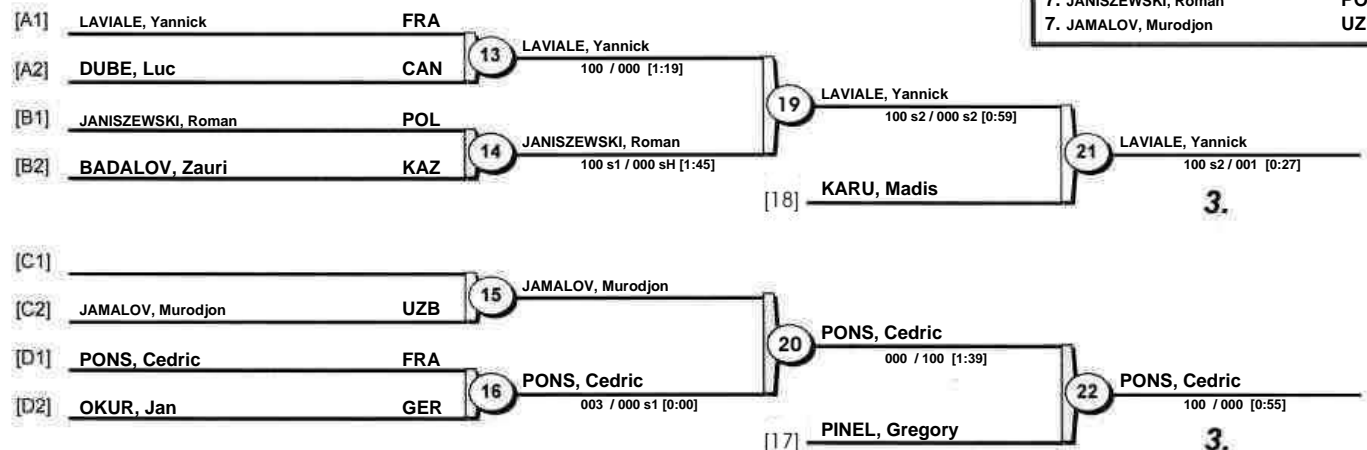 7. JANISZEWSKI, Roman PO
7. JAMALOV, Murodjon UZ
[A1] LAVIALE, Yannick FRA
13 LAVIALE, Yannick
100 / 000 [1:19]
[A2] DUBE, Luc CAN
19 LAVIALE, Yannick
100 s2 / 000 s2 [0:59]
[B1] JANISZEWSKI, Roman POL
14 JANISZEWSKI, Roman
100 s1 / 000 sH [1:45]
[B2] BADALOV, Zauri KAZ
21 LAVIALE, Yannick
100 s2 / 001 [0:27]
[18] KARU, Madis
3.
[C1]
15 JAMALOV, Murodjon
[C2] JAMALOV, Murodjon UZB
20 PONS, Cedric
000 / 100 [1:39]
[D1] PONS, Cedric FRA
16 PONS, Cedric
003 / 000 s1 [0:00]
[D2] OKUR, Jan GER
22 PONS, Cedric
100 / 000 [0:55]
[17] PINEL, Gregory
3.